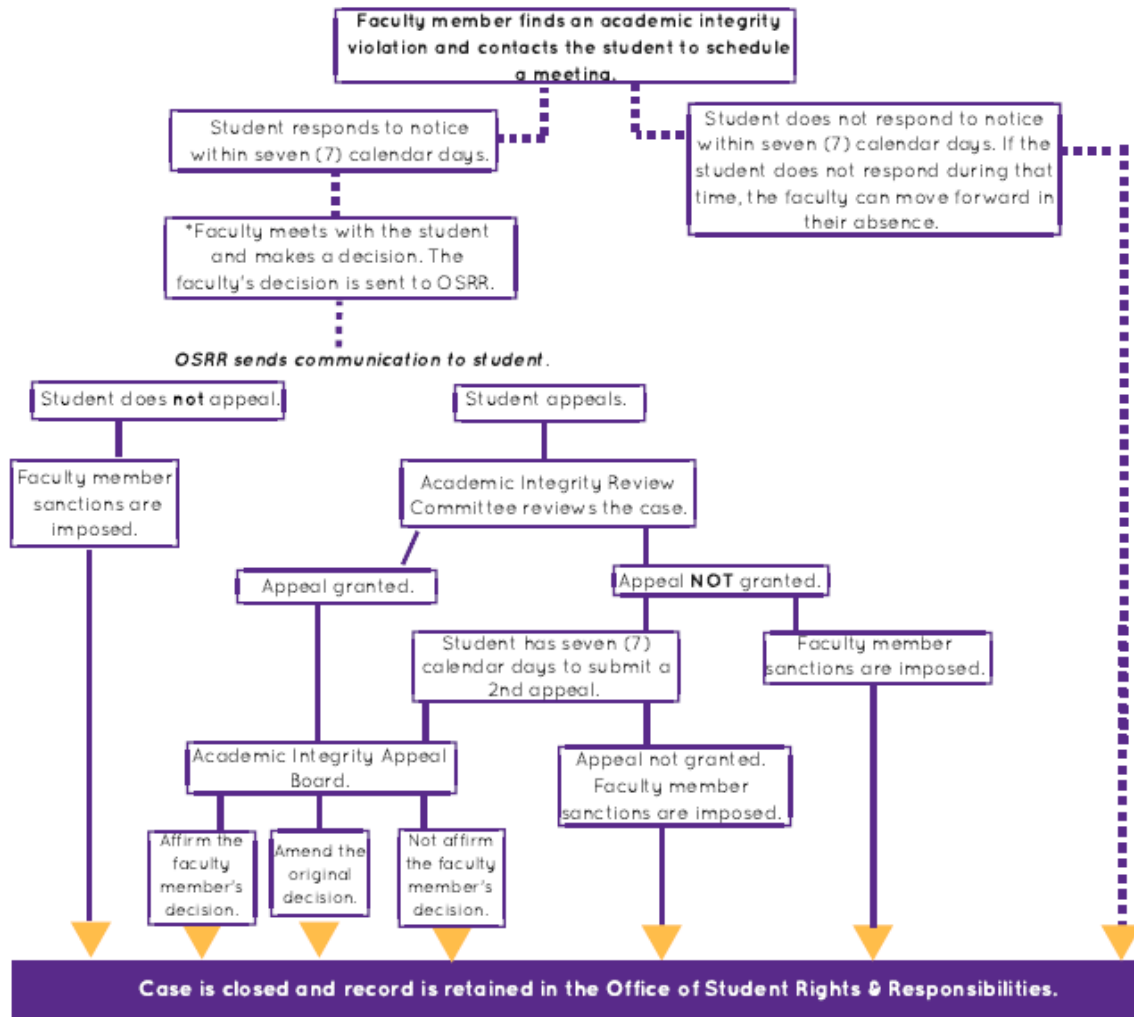 Faculty member finds an academic integrity
violation and contacts the student to schedule
a meeting.
Student responds to notice
within seven (7) calendar days.
Student does not respond to notice
within seven (7) calendar days. If the
student does not respond during that
time, the faculty can move forward in
their absence.
*Faculty meets with the student
and makes a decision. The
faculty's decision is sent to OSRR.
OSRR sends communication to student.
Student does not appeal.
Student appeals.
Faculty member
sanctions are
imposed.
Academic Integrity Review
Committee reviews the case.
Appeal granted.
Appeal NOT granted.
Student has seven (7)
calendar days to submit a
2nd appeal.
Faculty member
sanctions are imposed.
Academic Integrity Appeal
Board.
Appeal not granted.
Faculty member
sanctions are imposed.
Affirm the
faculty
member's
decision.
Amend the
original
decision.
Not affirm
the faculty
member's
decision.
Case is closed and record is retained in the Office of Student Rights & Responsibilities.